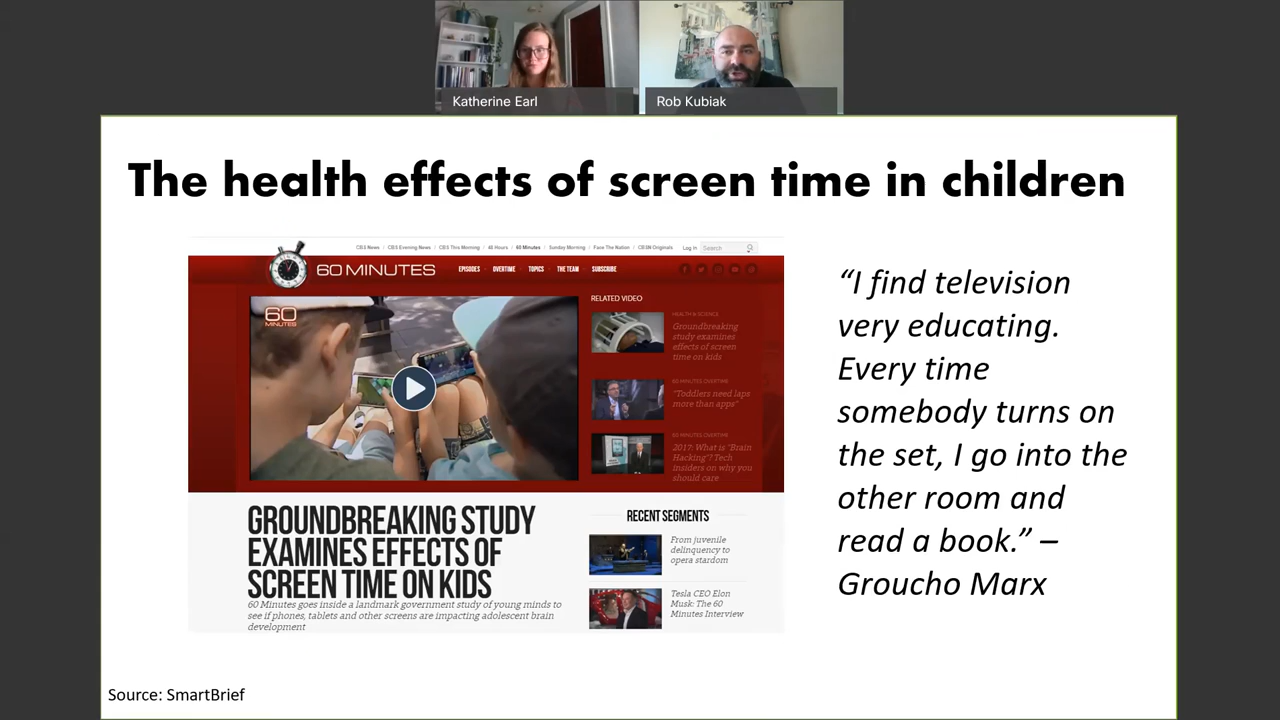 Katherine Earl
Rob Kubiak
The health effects of screen time in children
CBS News / CBS Evening News / CBS This Morning / 48 Hours / 60 Minutes / Sunday Morning / Face The Nation / CBSN Originals
Log In
Search
60 MINUTES
EPISODES
OVERTIME
TOPICS
THE TEAM
SUBSCRIBE
60
MINUTES
RELATED VIDEO
HEALTH & SCIENCE
Groundbreaking
study examines
effects of screen
time on kids
60 MINUTES OVERTIME
"Toddlers need laps
more than apps"
60 MINUTES OVERTIME
2017: What is "Brain
Hacking"? Tech
insiders on why you
should care
GROUNDBREAKING STUDY
EXAMINES EFFECTS OF
SCREEN TIME ON KIDS
60 Minutes goes inside a landmark government study of young minds to
see if phones, tablets and other screens are impacting adolescent brain
development
RECENT SEGMENTS
From juvenile
delinquency to
opera stardom
Tesla CEO Elon
Musk: The 60
Minutes Interview
“I find television
very educating.
Every time
somebody turns on
the set, I go into the
other room and
read a book.” –
Groucho Marx
Source: SmartBrief